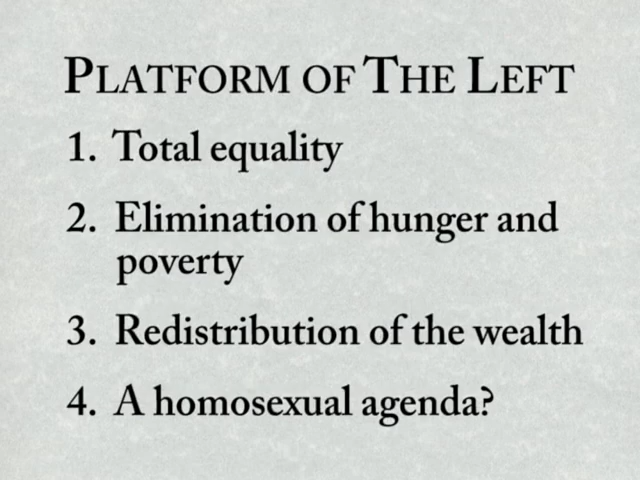 PLATFORM OF THE LEFT
1. Total equality
2. Elimination of hunger and
poverty
3. Redistribution of the wealth
4. A homosexual agenda?